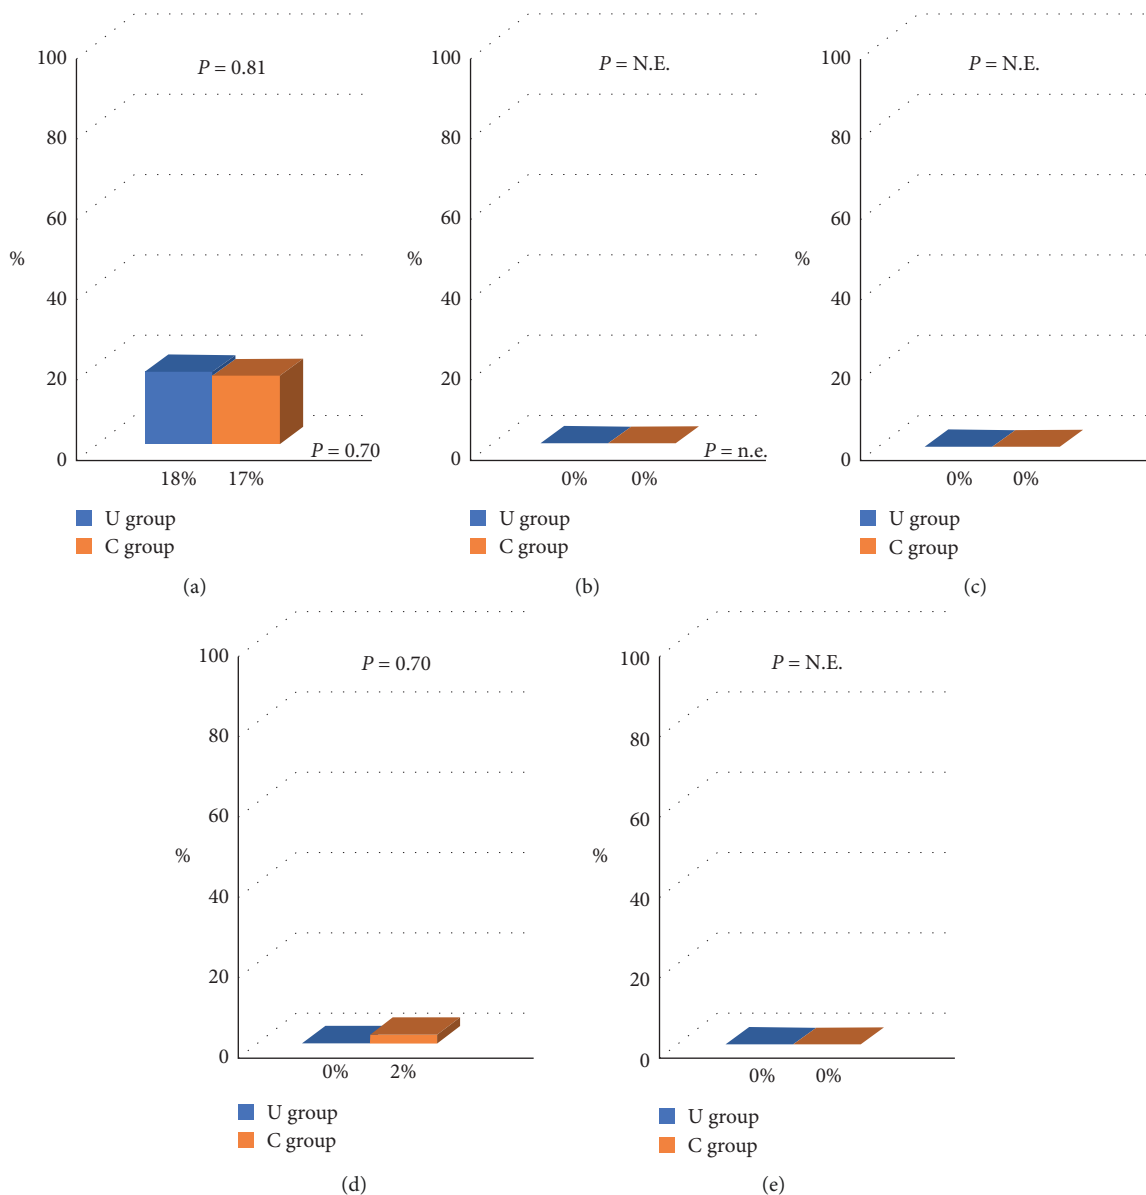 100
80
60
%
40
20
0
P = 0.81
P = 0.70
18% 17%
U group
C group
(a)
100
80
60
%
40
20
0
P = N.E.
P = n.e.
0% 0%
U group
C group
(b)
100
80
60
%
40
20
0
P = N.E.
0% 0%
U group
C group
(c)
100
80
60
%
40
20
0
P = 0.70
0% 2%
U group
C group
(d)
100
80
60
%
40
20
0
P = N.E.
0% 0%
U group
C group
(e)